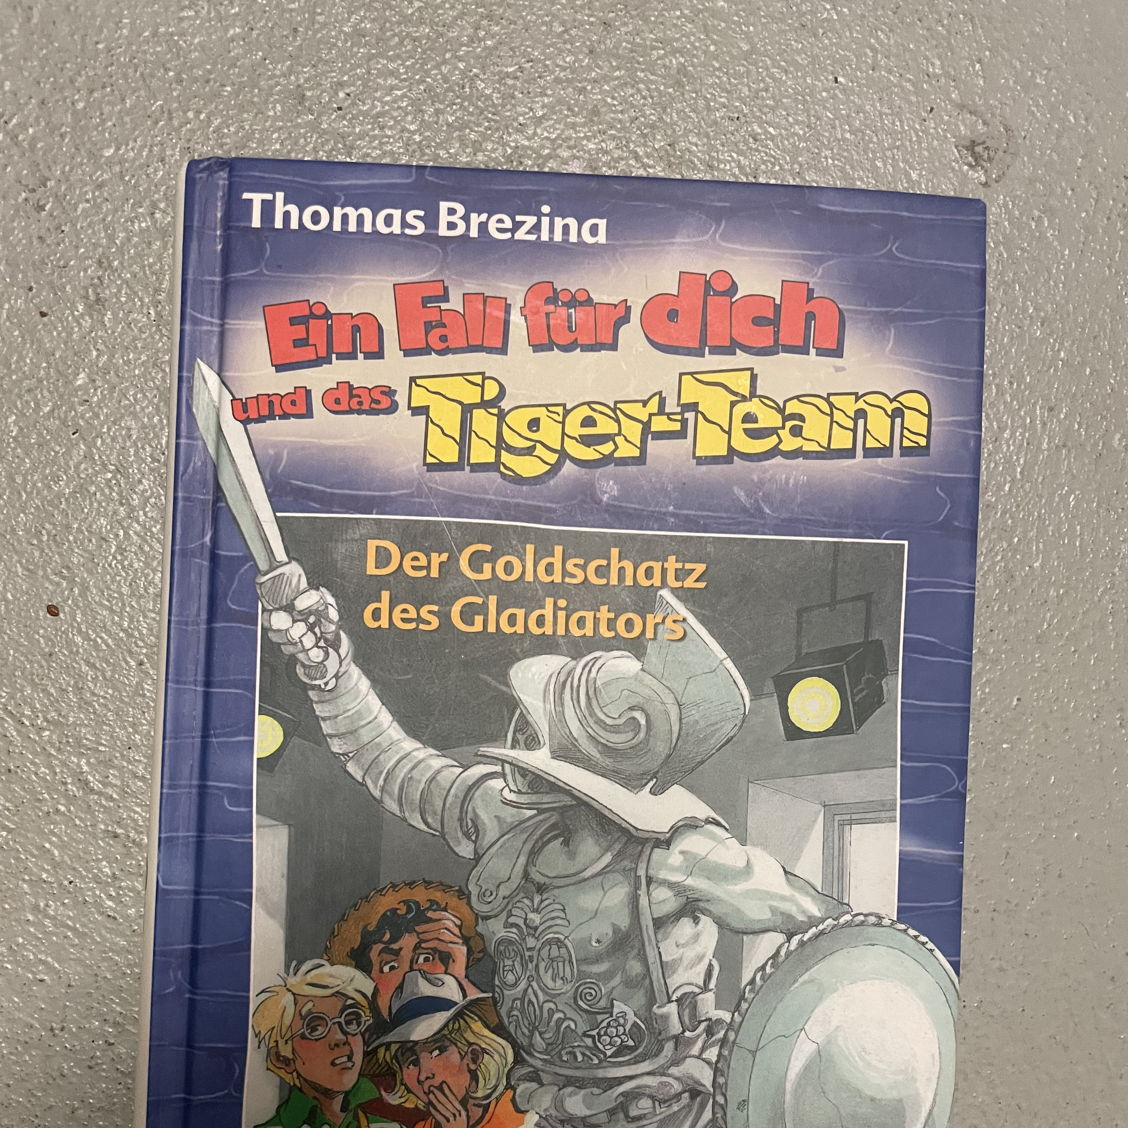 Thomas Brezina
Ein Fall für dich
und das Tiger-Team
Der Goldschatz
des Gladiators